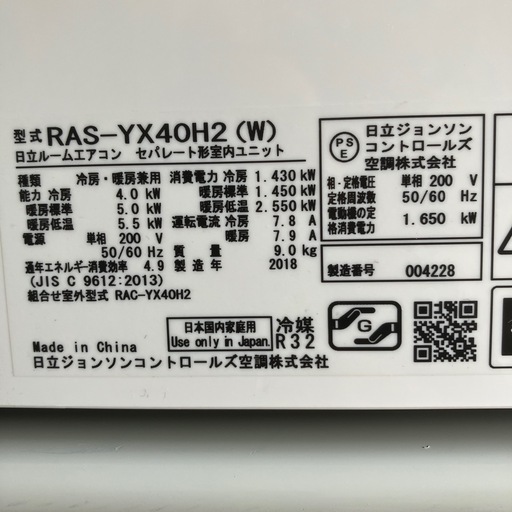 型式 RAS-YX40H2 (W)
日立ルームエアコン セパレート形室内ユニット
種類 冷房・暖房兼用
能力 冷房 4.0 kW
暖房標準 5.0 kW
暖房低温 5.5 kW
電源 単相 200 V
50/60 Hz
通年エネルギー消費効率 4.9
(JIS C 9612:2013)
組合せ室外型式 RAC-YX40H2
消費電力 冷房 1.430 kW
暖房標準 1.450 kW
暖房低温 2.550 kW
運転電流 冷房 7.8 A
暖房 7.9 A
質量 9.0 kg
製造年 2018
PS
E
日立ジョンソン
コントロールズ
空調株式会社
相・定格電圧 単相 200 V
定格周波数 50/60 Hz
電動機の定
格消費電力 1.650 kW
製造番号 004228
日本国内家庭用
Use only in Japan.
冷媒
R32
G
Made in China
日立ジョンソンコントロールズ空調株式会社